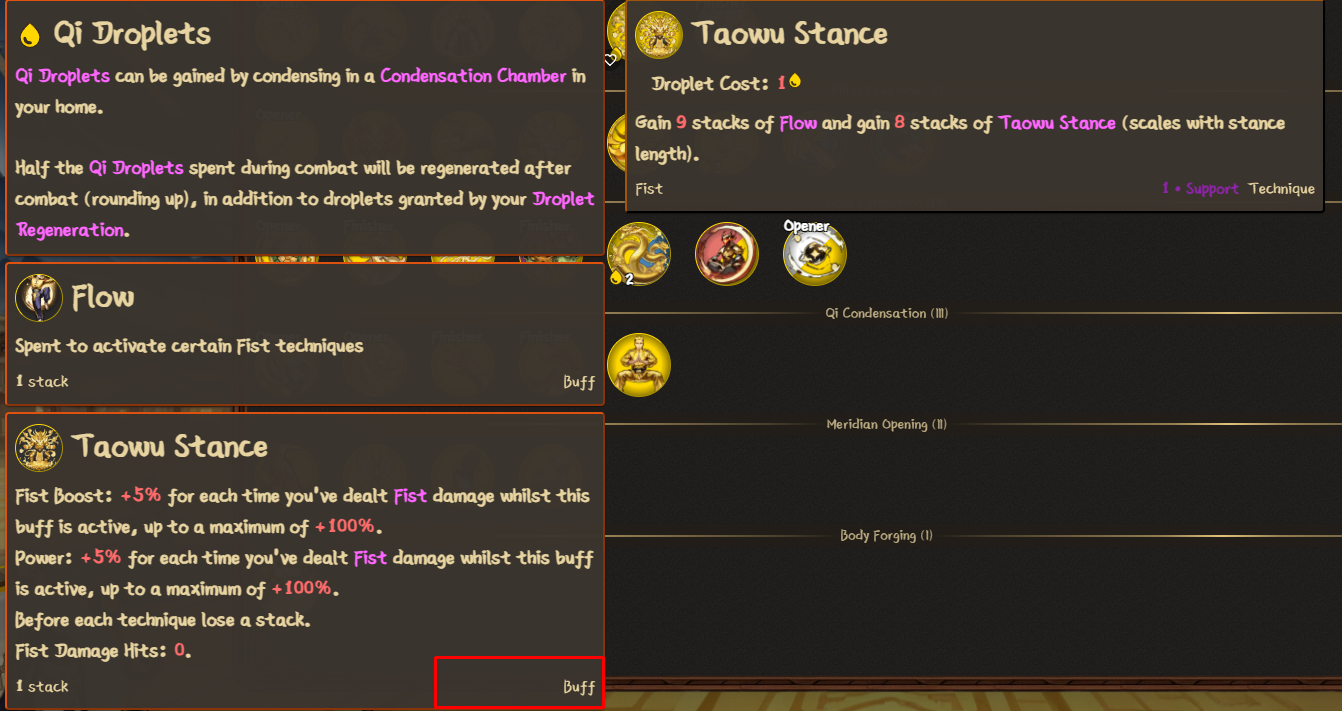 Qi Droplets
Qi Droplets can be gained by condensing in a Condensation Chamber in
your home.
Half the Qi Droplets spent during combat will be regenerated after
combat (rounding up), in addition to droplets granted by your Droplet
Regeneration.
Flow
Spent to activate certain Fist techniques
1 stack
Buff
Taowu Stance
Fist Boost: +5% for each time you've dealt Fist damage whilst this
buff is active, up to a maximum of +100%.
Power: +5% for each time you've dealt Fist damage whilst this buff
is active, up to a maximum of +100%.
Before each technique lose a stack.
Fist Damage Hits: 0.
1 stack
Buff
Taowu Stance
Droplet Cost: 1
Gain 9 stacks of Flow and gain 8 stacks of Taowu Stance (scales with stance
length).
Fist
1 • Support Technique
Opener
2
Qi Condensation (III)
Meridian Opening (II)
Body Forging (I)